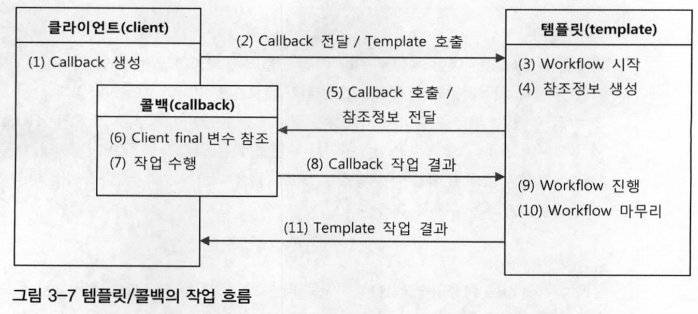 클라이언트(client)
(1) Callback 생성
(2) Callback 전달 / Template 호출
템플릿(template)
(3) Workflow 시작
(4) 참조정보 생성
(5) Callback 호출 /
참조정보 전달
콜백(callback)
(6) Client final 변수 참조
(7) 작업 수행
(8) Callback 작업 결과
(9) Workflow 진행
(10) Workflow 마무리
(11) Template 작업 결과
그림 3-7 템플릿/콜백의 작업 흐름